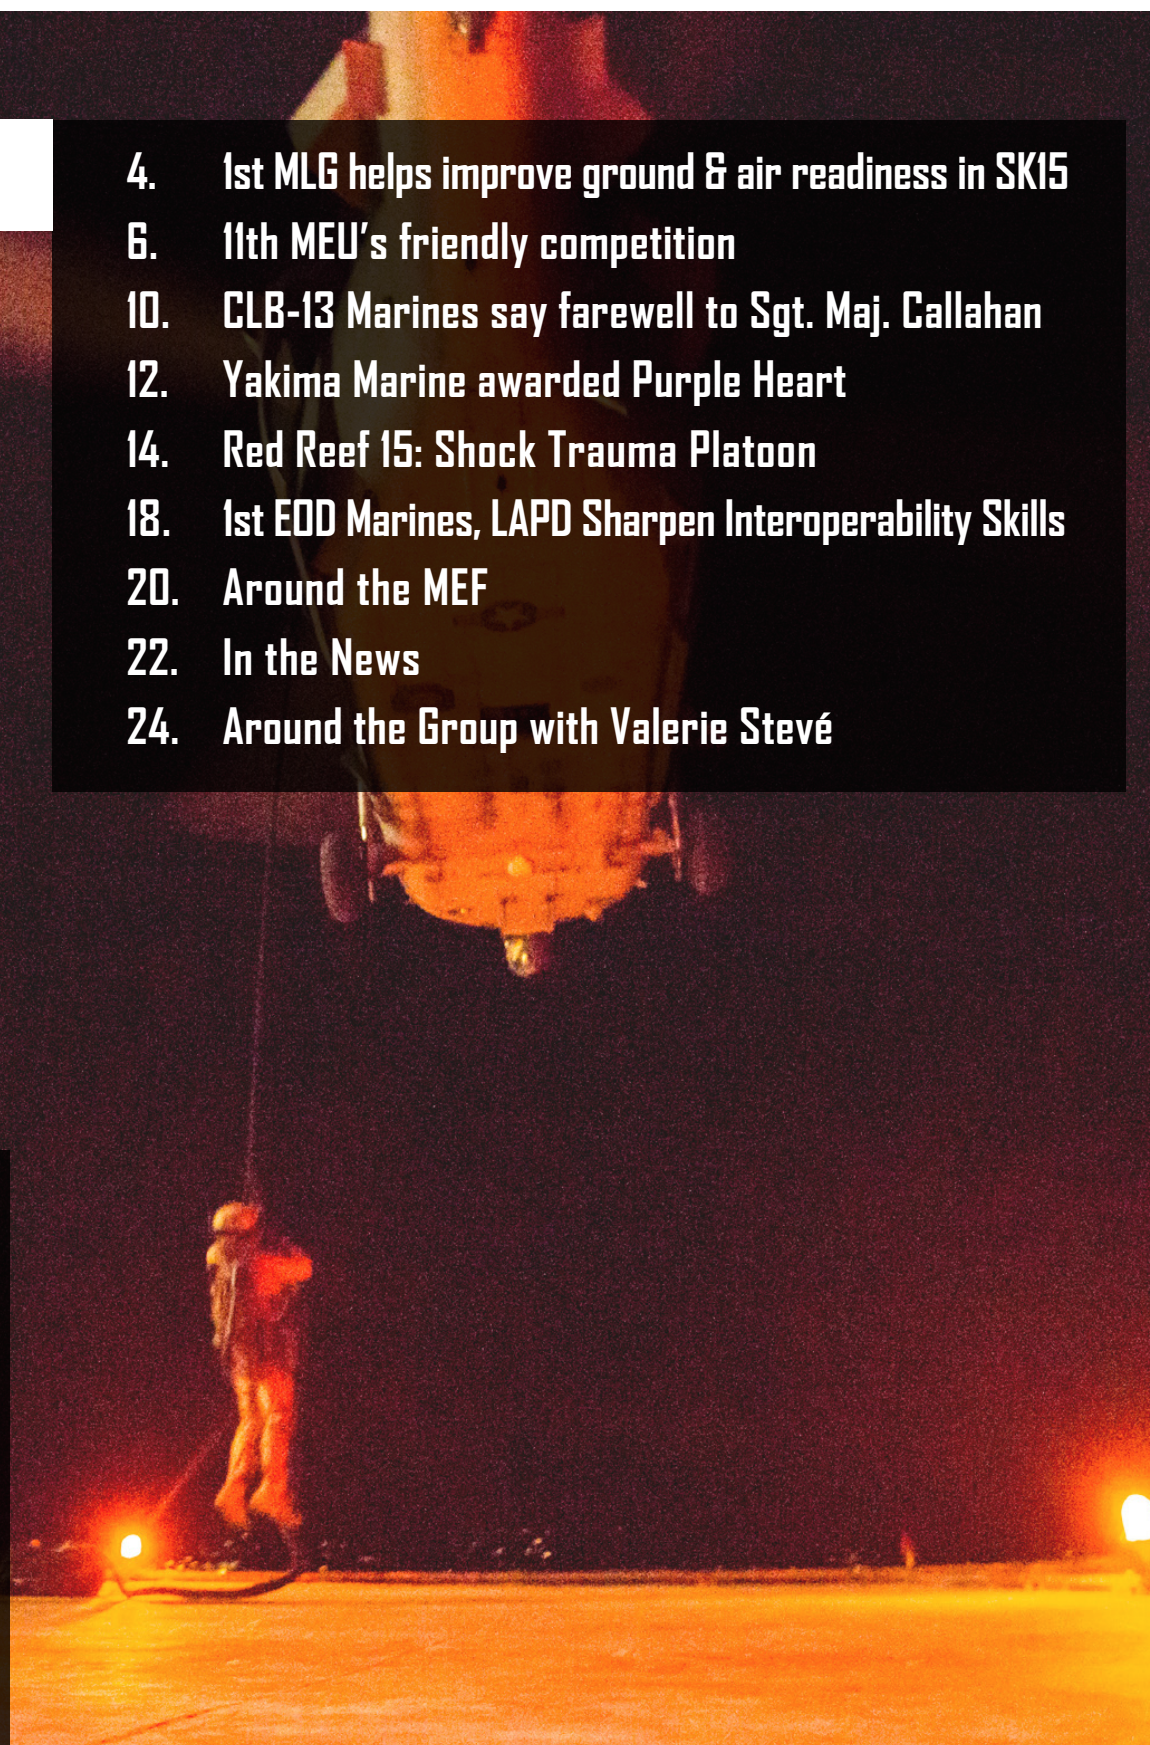 4. 1st MLG helps improve ground & air readiness in SK15
6. 11th MEU's friendly competition
10. CLB-13 Marines say farewell to Sgt. Maj. Callahan
12. Yakima Marine awarded Purple Heart
14. Red Reef 15: Shock Trauma Platoon
18. 1st EOD Marines, LAPD Sharpen Interoperability Skills
20. Around the MEF
22. In the News
24. Around the Group with Valerie Stevé